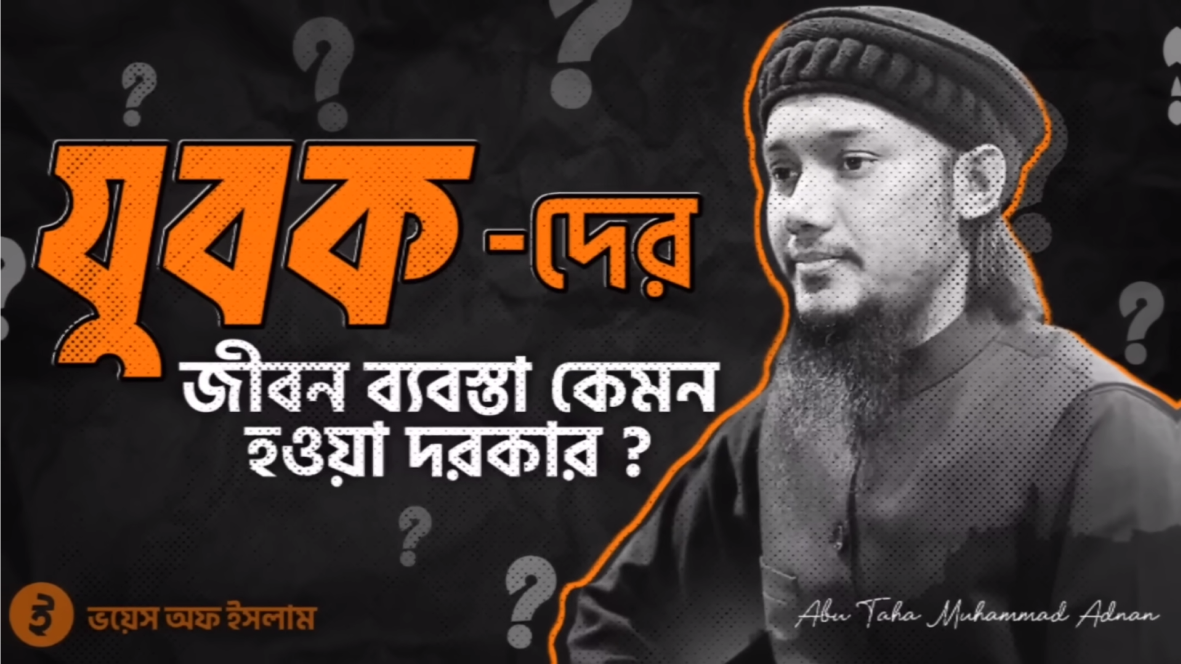 যুবক -দের
জীবন ব্যবস্তা কেমন
হওয়া দরকার ?
ই ভয়েস অফ ইসলাম
Abu Taha Muhammad Adnan